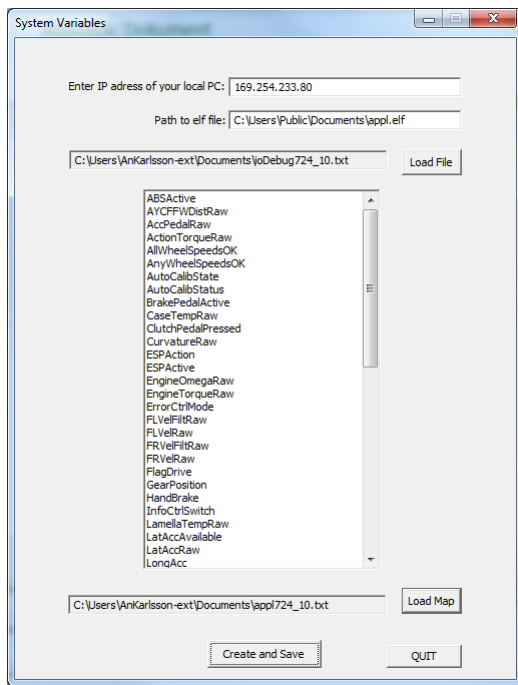 System Variables
Enter IP adress of your local PC: 169.254.233.80
Path to elf file: C:\Users\Public\Documents\appl.elf
C:\Users\AnKarlsson-ext\Documents\ioDebug724_10.txt Load File
ABSActive
AYCFFWDistRaw
AccPedalRaw
ActionTorqueRaw
AllWheelSpeedsOK
AnyWheelSpeedsOK
AutoCalibState
AutoCalibStatus
BrakePedalActive
CaseTempRaw
ClutchPedalPressed
CurvatureRaw
ESPAction
ESPActive
EngineOmegaRaw
EngineTorqueRaw
ErrorCtrlMode
FLVelFiltRaw
FLVelRaw
FRVelFiltRaw
FRVelRaw
FlagDrive
GearPosition
HandBrake
InfoCtrlSwitch
LamellaTempRaw
LatAccAvailable
LatAccRaw
LongAcc
C:\Users\AnKarlsson-ext\Documents\appl724_10.txt Load Map
Create and Save QUIT